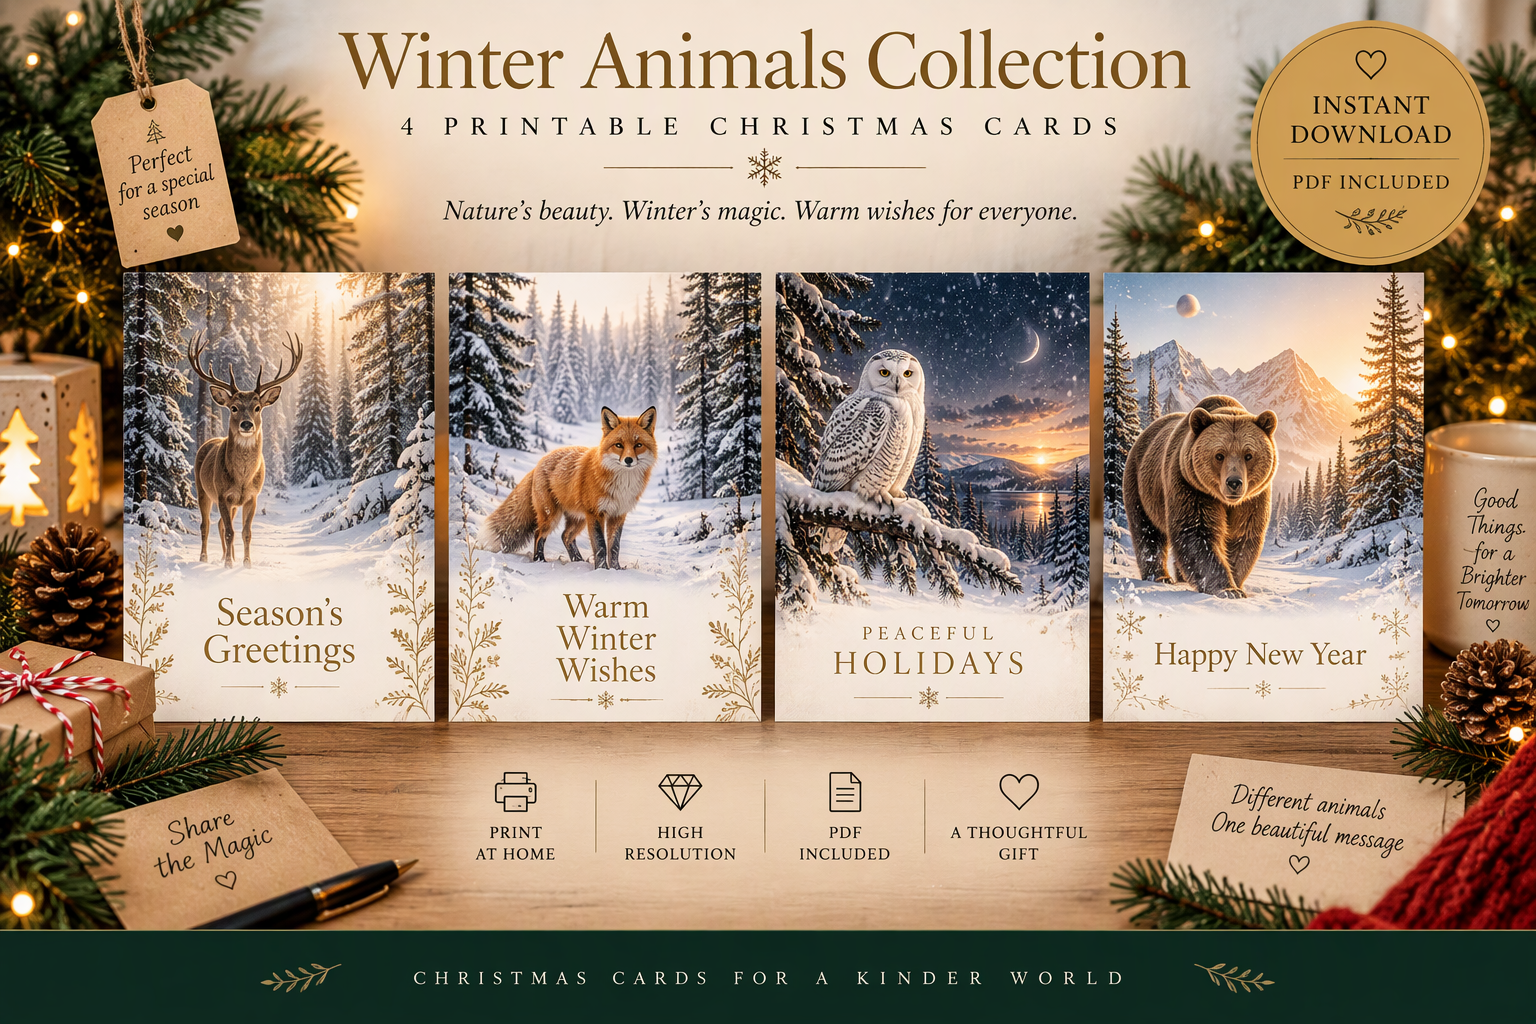 Winter Animals Collection
4 PRINTABLE CHRISTMAS CARDS
Nature's beauty. Winter's magic. Warm wishes for everyone.
Perfect
for a special
season
INSTANT
DOWNLOAD
PDF INCLUDED
Season's
Greetings
Warm
Winter
Wishes
PEACEFUL
HOLIDAYS
Happy New Year
Good
Things.
for a
Brighter
Tomorrow
Share
the Magic
PRINT
AT HOME
HIGH
RESOLUTION
PDF
INCLUDED
A THOUGHTFUL
GIFT
Different animals
One beautiful message
CHRISTMAS CARDS FOR A KINDER WORLD